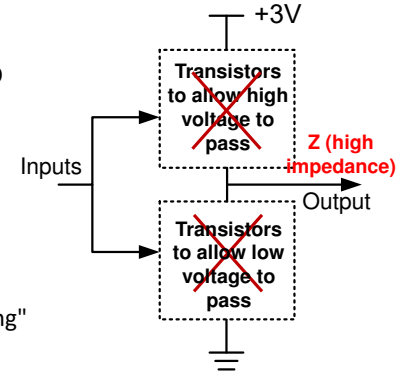 +3V
Transistors
to allow high
voltage to
pass
Z (high
impedance)
Inputs
Output
Transistors
to allow low
voltage to
pass
ng"